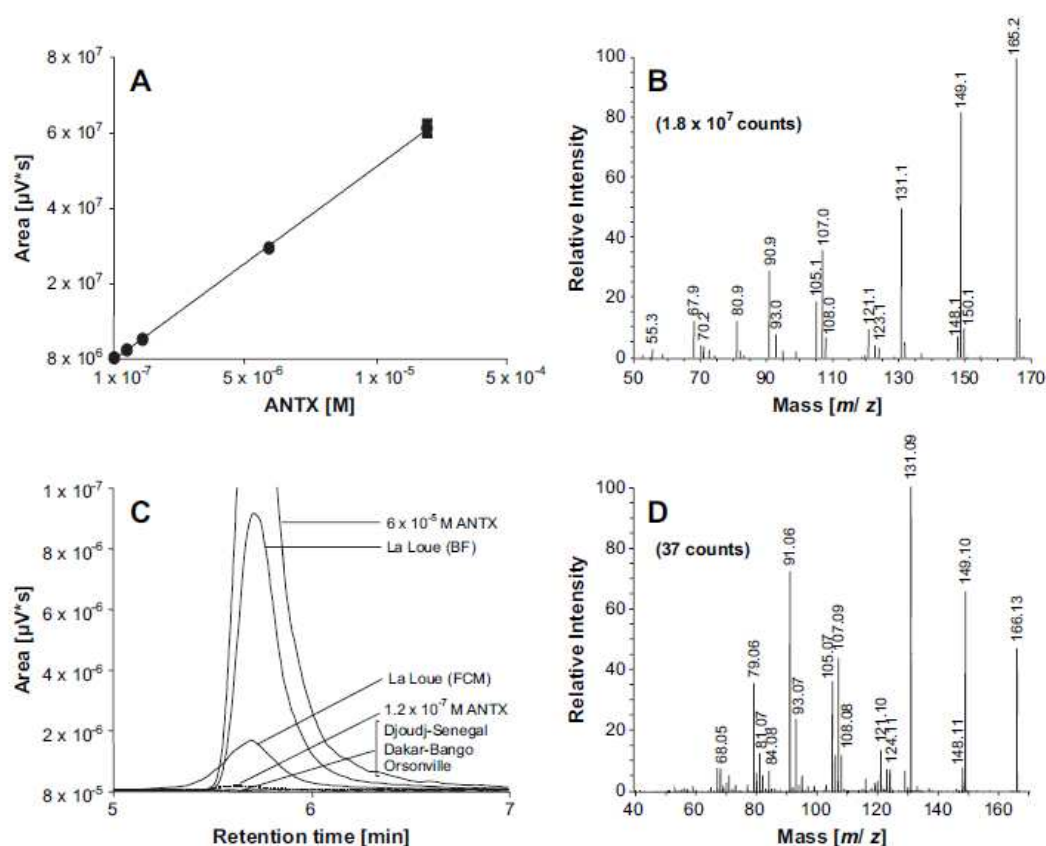 A
8 x 10⁷
6 x 10⁷
4 x 10⁷
2 x 10⁷
8 x 10⁶
Area [µV*s]
1 x 10⁻⁷
5 x 10⁻⁶
1 x 10⁻⁵
5 x 10⁻⁴
ANTX [M]
B
(1.8 x 10⁷ counts)
100
80
60
40
20
0
Relative Intensity
55.3
67.9
70.2
80.9
90.9
93.0
105.1
107.0
108.0
121.1
123.1
131.1
148.1
149.1
150.1
165.2
50
70
90
110
130
150
170
Mass [m/ z]
C
1 x 10⁻⁷
8 x 10⁻⁶
6 x 10⁻⁶
4 x 10⁻⁶
2 x 10⁻⁶
8 x 10⁻⁵
Area [µV*s]
6 x 10⁻⁵ M ANTX
La Loue (BF)
La Loue (FCM)
1.2 x 10⁻⁷ M ANTX
Djoudj-Senegal
Dakar-Bango
Orsonville
5
6
7
Retention time [min]
D
(37 counts)
100
80
60
40
20
0
Relative Intensity
68.05
79.06
81.07
84.08
91.06
93.07
105.07
107.09
108.08
121.10
124.11
131.09
148.11
149.10
166.13
40
60
80
100
120
140
160
Mass [m/ z]